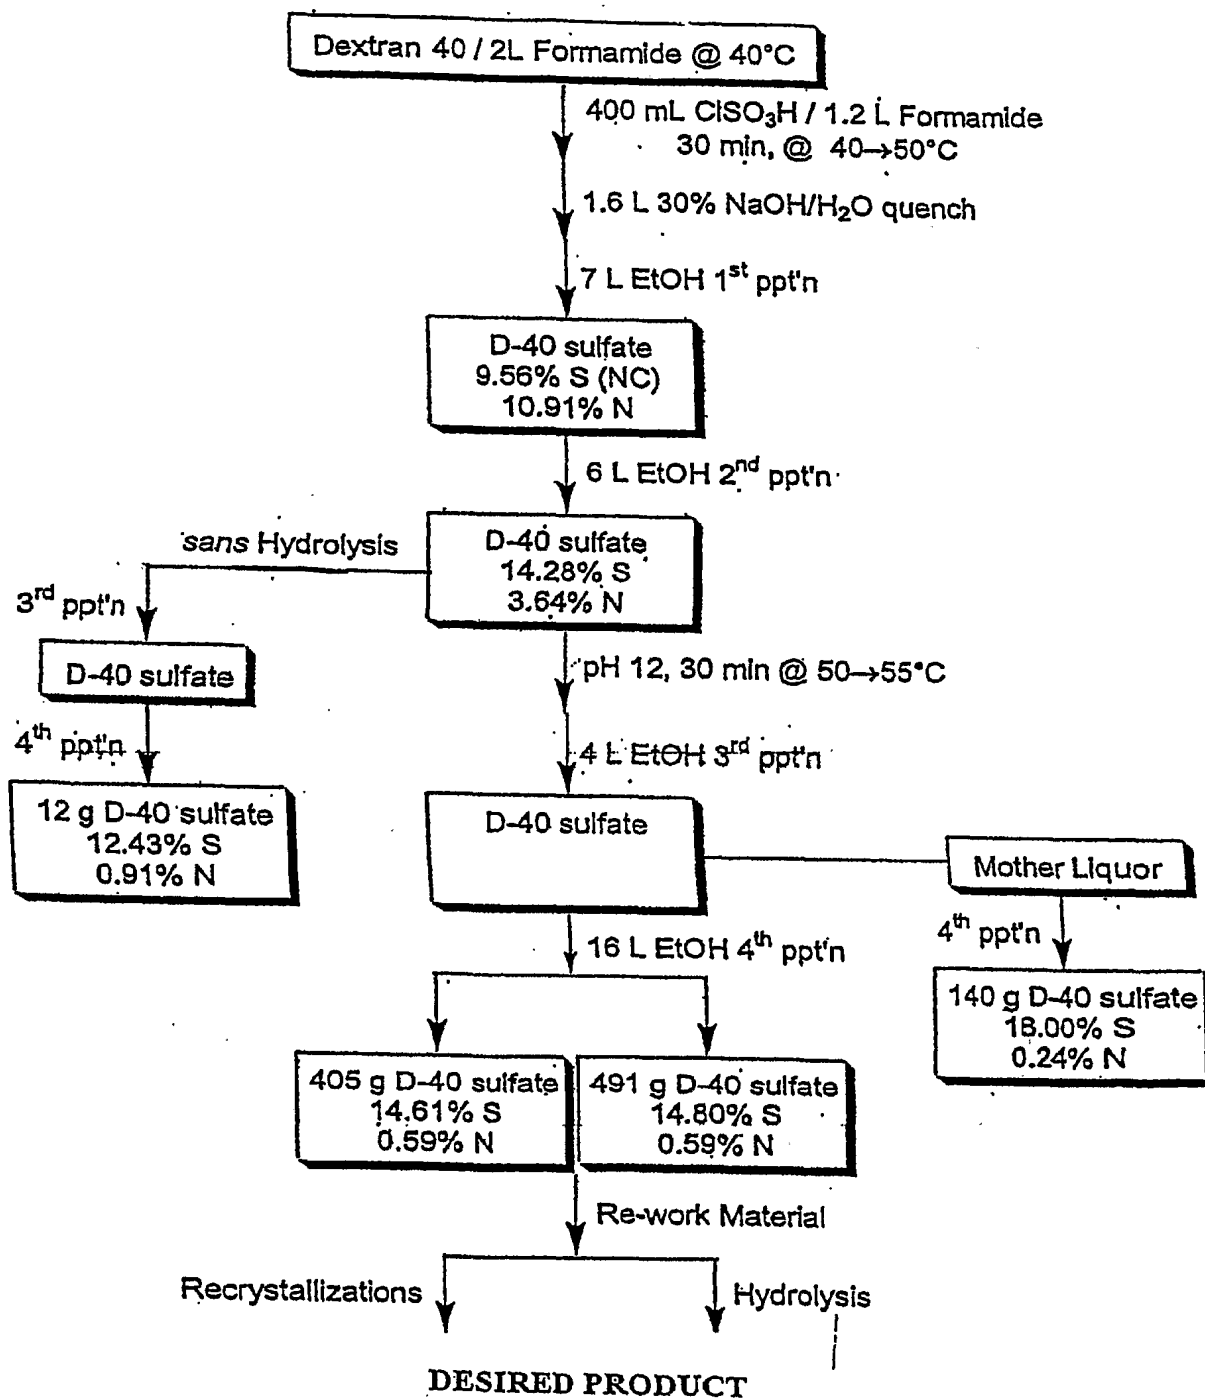 Dextran 40 / 2L Formamide @ 40°C
400 mL ClSO₃H / 1.2 L Formamide
30 min, @ 40→50°C
1.6 L 30% NaOH/H₂O quench
7 L EtOH 1st ppt'n
D-40 sulfate
9.56% S (NC)
10.91% N
6 L EtOH 2nd ppt'n
sans Hydrolysis
D-40 sulfate
14.28% S
3.64% N
3rd ppt'n
D-40 sulfate
pH 12, 30 min @ 50→55°C
4th ppt'n
4 L EtOH 3rd ppt'n
12 g D-40 sulfate
12.43% S
0.91% N
D-40 sulfate
Mother Liquor
16 L EtOH 4th ppt'n
4th ppt'n
140 g D-40 sulfate
18.00% S
0.24% N
405 g D-40 sulfate
14.61% S
0.59% N
491 g D-40 sulfate
14.80% S
0.59% N
Re-work Material
Recrystallizations
Hydrolysis
DESIRED PRODUCT